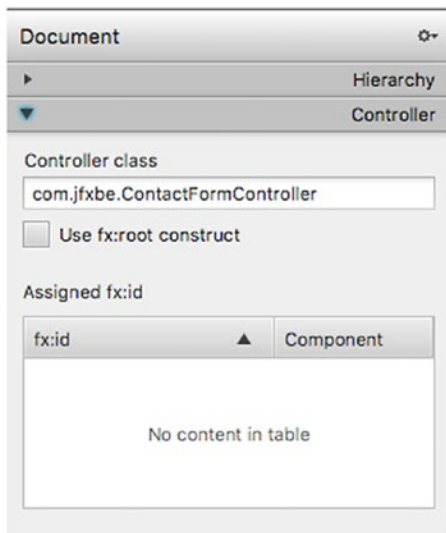 Document
Hierarchy
Controller
Controller class
com.jfxbe.ContactFormController
Use fx:root construct
Assigned fx:id
fx:id Component
No content in table